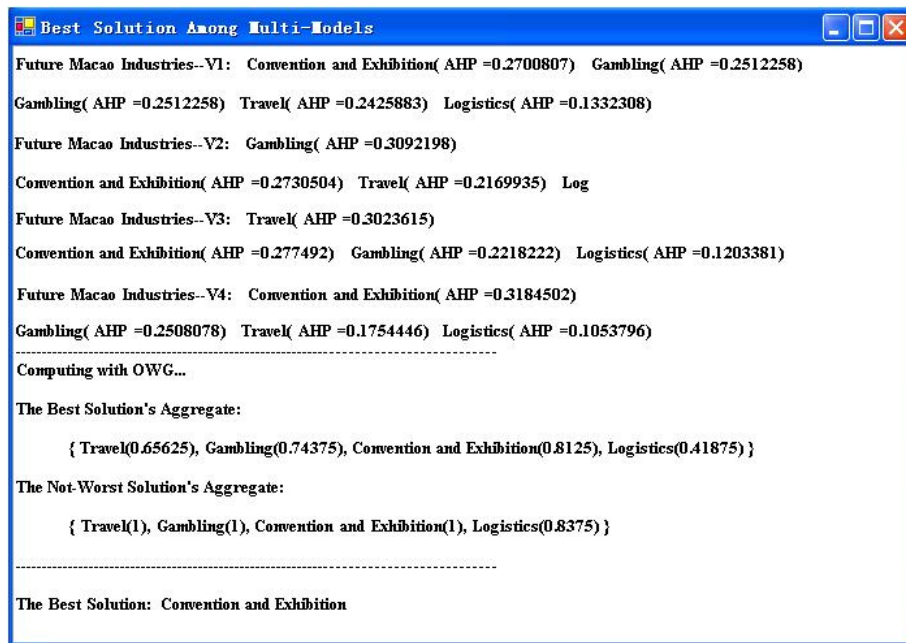 Best Solution Among Multi-Models
Future Macao Industries--V1: Convention and Exhibition( AHP =0.2700807) Gambling( AHP =0.2512258)
Gambling( AHP =0.2512258) Travel( AHP =0.2425883) Logistics( AHP =0.1332308)
Future Macao Industries--V2: Gambling( AHP =0.3092198)
Convention and Exhibition( AHP =0.2730504) Travel( AHP =0.2169935) Log
Future Macao Industries--V3: Travel( AHP =0.3023615)
Convention and Exhibition( AHP =0.277492) Gambling( AHP =0.2218222) Logistics( AHP =0.1203381)
Future Macao Industries--V4: Convention and Exhibition( AHP =0.3184502)
Gambling( AHP =0.2508078) Travel( AHP =0.1754446) Logistics( AHP =0.1053796)
--------------------------------------------------------------------------------------------
Computing with OWG...
The Best Solution's Aggregate:
{ Travel(0.65625), Gambling(0.74375), Convention and Exhibition(0.8125), Logistics(0.41875) }
The Not-Worst Solution's Aggregate:
{ Travel(1), Gambling(1), Convention and Exhibition(1), Logistics(0.8375) }
--------------------------------------------------------------------------------------------
The Best Solution: Convention and Exhibition